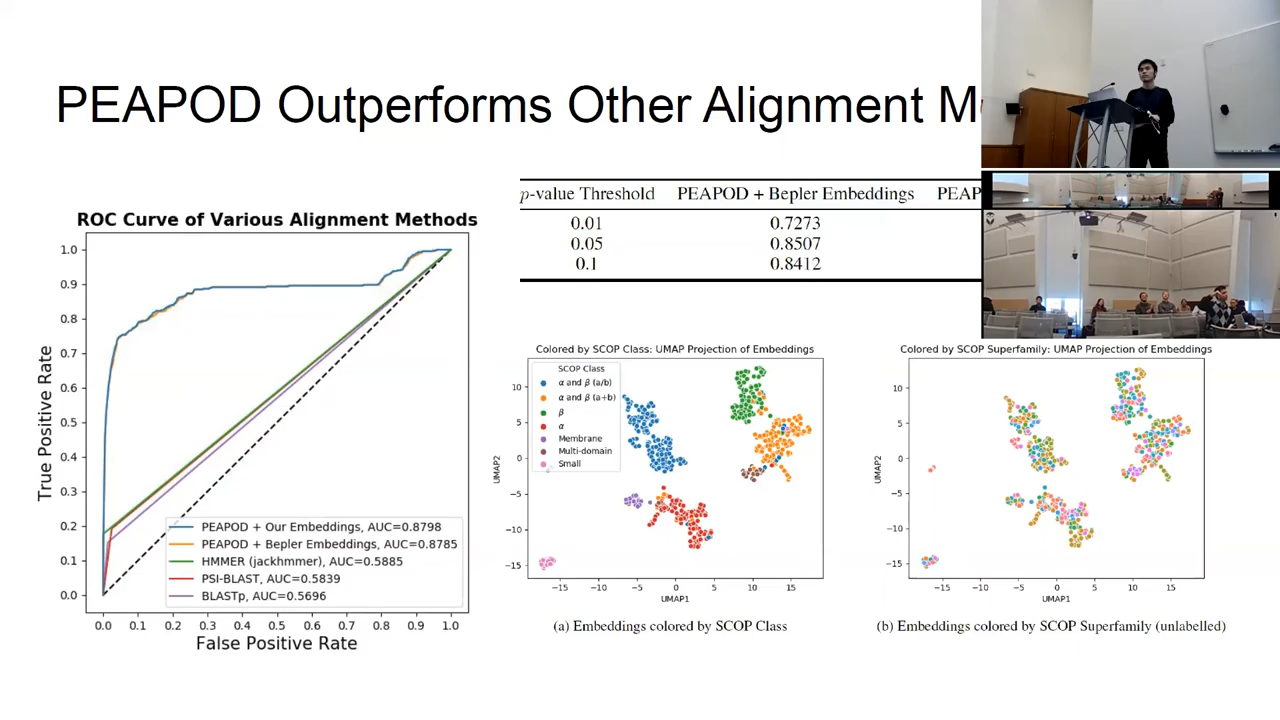 PEAPOD Outperforms Other Alignment M
p-value Threshold PEAPOD + Bepler Embeddings PEAP
0.01 0.7273
0.05 0.8507
0.1 0.8412
ROC Curve of Various Alignment Methods
True Positive Rate
1.0
0.9
0.8
0.7
0.6
0.5
0.4
0.3
0.2
0.1
0.0
PEAPOD + Our Embeddings, AUC=0.8798
PEAPOD + Bepler Embeddings, AUC=0.8785
HMMER (jackhmmer), AUC=0.5885
PSI-BLAST, AUC=0.5839
BLASTp, AUC=0.5696
0.0 0.1 0.2 0.3 0.4 0.5 0.6 0.7 0.8 0.9 1.0
False Positive Rate
Colored by SCOP Class: UMAP Projection of Embeddings
SCOP Class
α and β (a/b)
α and β (a+b)
β
α
Membrane
Multi-domain
Small
UMAP2
10
5
0
−5
−10
−15
−15 −10 −5 0 5 10 15
UMAP1
(a) Embeddings colored by SCOP Class
Colored by SCOP Superfamily: UMAP Projection of Embeddings
UMAP2
10
5
0
−5
−10
−15
−15 −10 −5 0 5 10 15
UMAP1
(b) Embeddings colored by SCOP Superfamily (unlabelled)